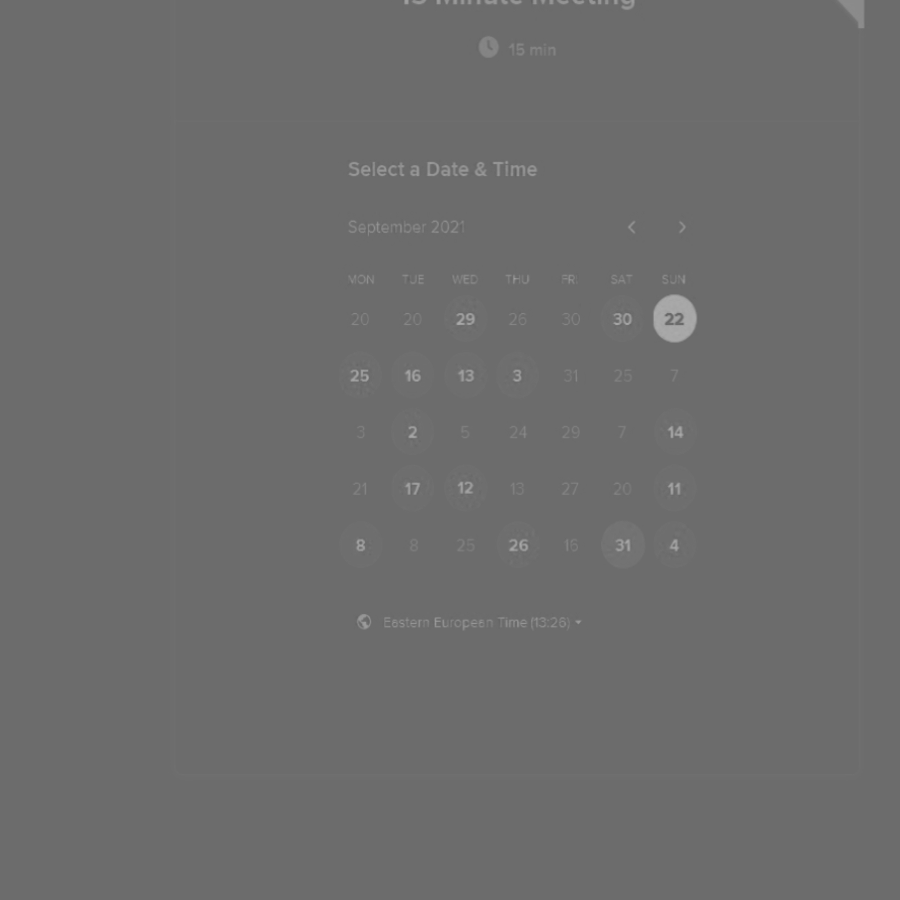 15 Minute Meeting
15 min
Select a Date & Time
September 2021
MON TUE WED THU FRI SAT SUN
20 20 29 26 30 30 22
25 16 13 3 31 25 7
3 2 5 24 29 7 14
21 17 12 13 27 20 11
8 8 25 26 15 31 4
Eastern European Time (13:26)